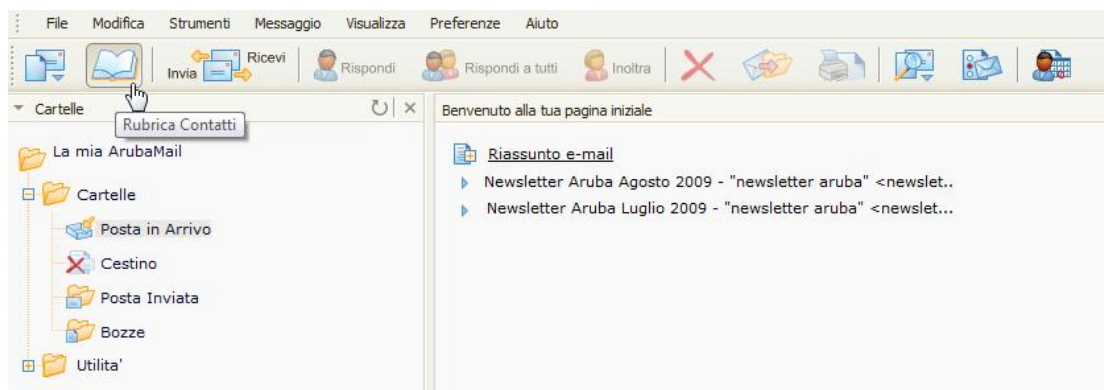 File Modifica Strumenti Messaggio Visualizza Preferenze Aiuto
Invia Ricevi Rispondi Rispondi a tutti Inoltra
Cartelle
Rubrica Contatti
Benvenuto alla tua pagina iniziale
La mia ArubaMail
Cartelle
Posta in Arrivo
Cestino
Posta Inviata
Bozze
Utilita'
Riassunto e-mail
Newsletter Aruba Agosto 2009 - "newsletter aruba" <newslet..
Newsletter Aruba Luglio 2009 - "newsletter aruba" <newslet...